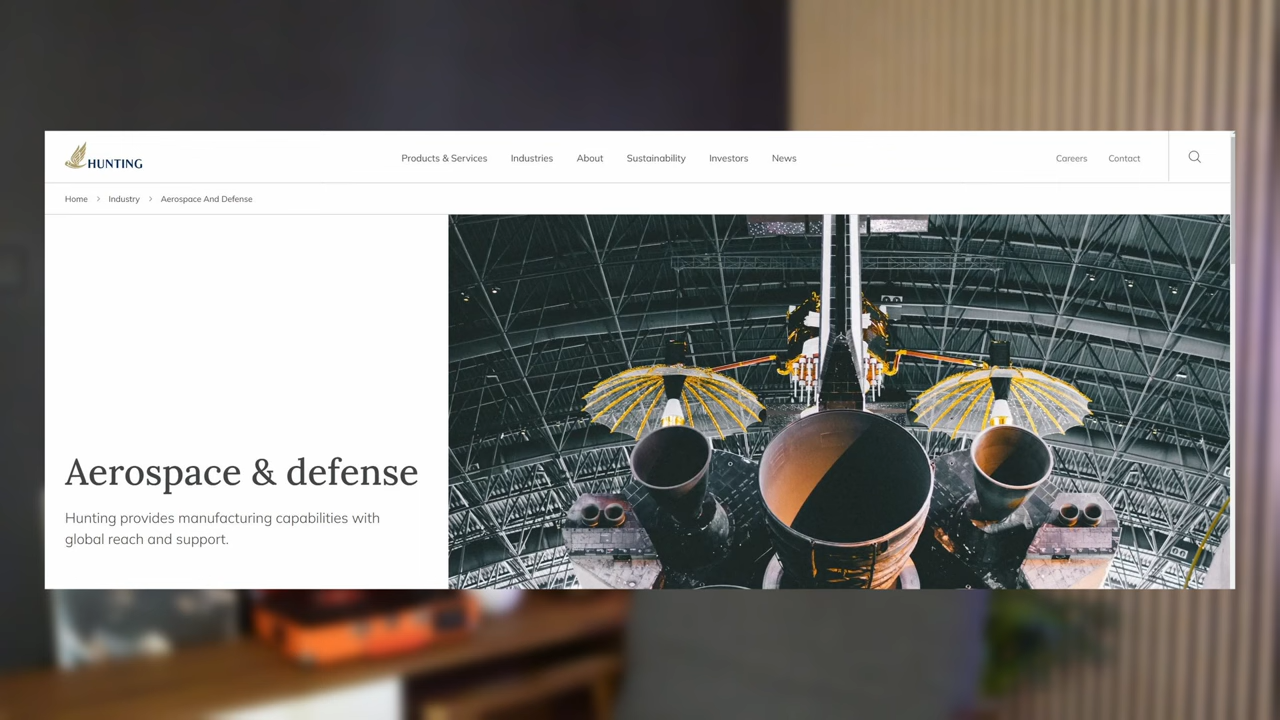 HUNTING
Products & Services Industries About Sustainability Investors News
Careers Contact
Home > Industry > Aerospace And Defense
Aerospace & defense
Hunting provides manufacturing capabilities with
global reach and support.